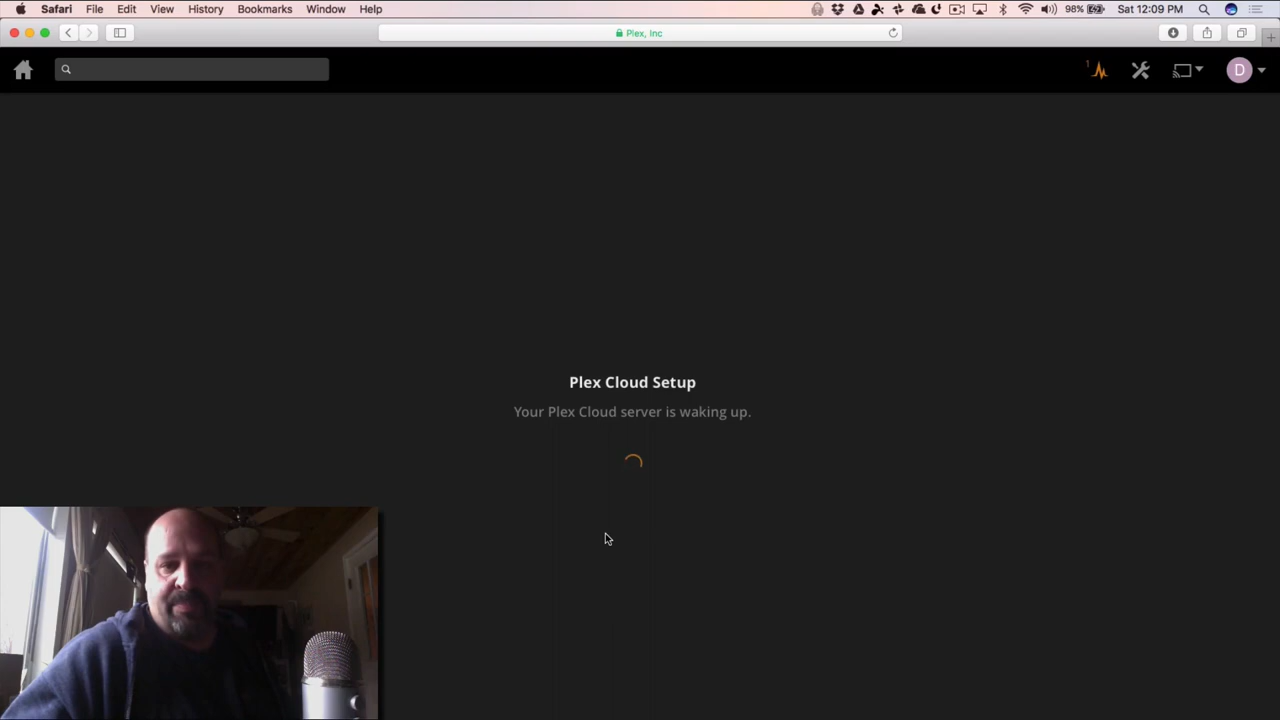 Safari File Edit View History Bookmarks Window Help 98% Sat 12:09 PM
Plex, Inc
1 D
Plex Cloud Setup
Your Plex Cloud server is waking up.